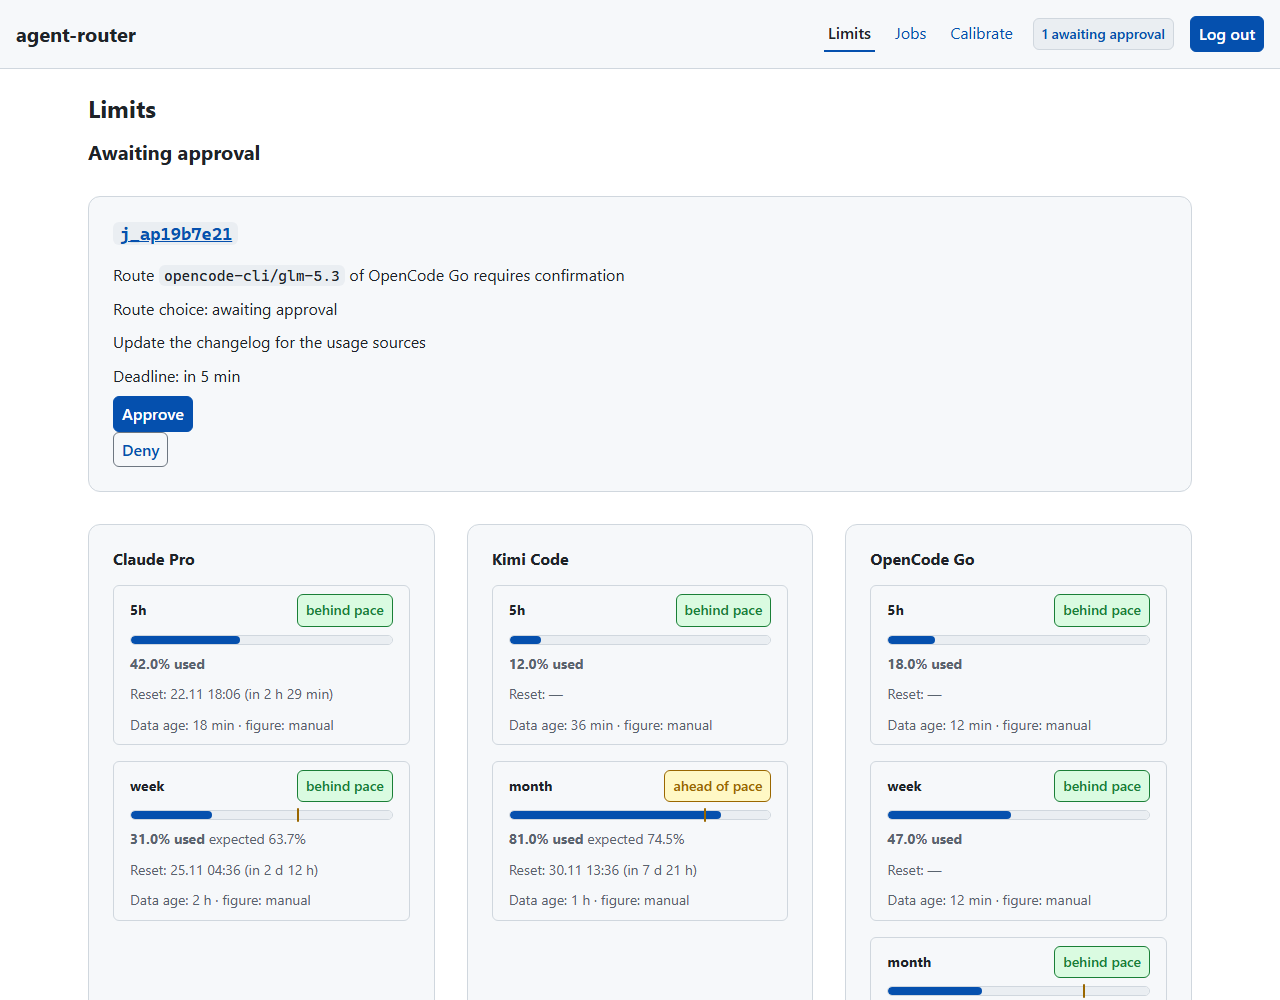 agent-router
Limits
Jobs
Calibrate
1 awaiting approval
Log out
Limits
Awaiting approval
j_ap19b7e21
Route opencode-cli/glm-5.3 of OpenCode Go requires confirmation
Route choice: awaiting approval
Update the changelog for the usage sources
Deadline: in 5 min
Approve
Deny
Claude Pro
5h
behind pace
42.0% used
Reset: 22.11 18:06 (in 2 h 29 min)
Data age: 18 min · figure: manual
week
behind pace
31.0% used expected 63.7%
Reset: 25.11 04:36 (in 2 d 12 h)
Data age: 2 h · figure: manual
Kimi Code
5h
behind pace
12.0% used
Reset: —
Data age: 36 min · figure: manual
month
ahead of pace
81.0% used expected 74.5%
Reset: 30.11 13:36 (in 7 d 21 h)
Data age: 1 h · figure: manual
OpenCode Go
5h
behind pace
18.0% used
Reset: —
Data age: 12 min · figure: manual
week
behind pace
47.0% used
Reset: —
Data age: 12 min · figure: manual
month
behind pace